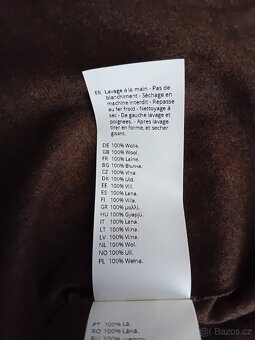 FR Lavage à la main - Pas de
blanchiment - Séchage en
machine interdit - Repasse
au fer froid - Nettoyage à
sec - De gauche lavage et
poignées. - Après lavage
tirer en forme, et sécher
gisant.
DE 100% Wolle.
GB 100% Wool.
FR 100% Laine.
BG 100% Вълна.
CZ 100% Vlna.
DK 100% Uld.
EE 100% Vill.
ES 100% Lana.
FI 100% Villa.
GR 100% μαλλί.
HU 100% Gyapjú.
IT 100% Lana.
LT 100% Vilna.
LV 100% Vilna.
NL 100% Wol.
NO 100% Ull.
PL 100% Wełna.
PT 100% Lã.
RO 100% Lână.